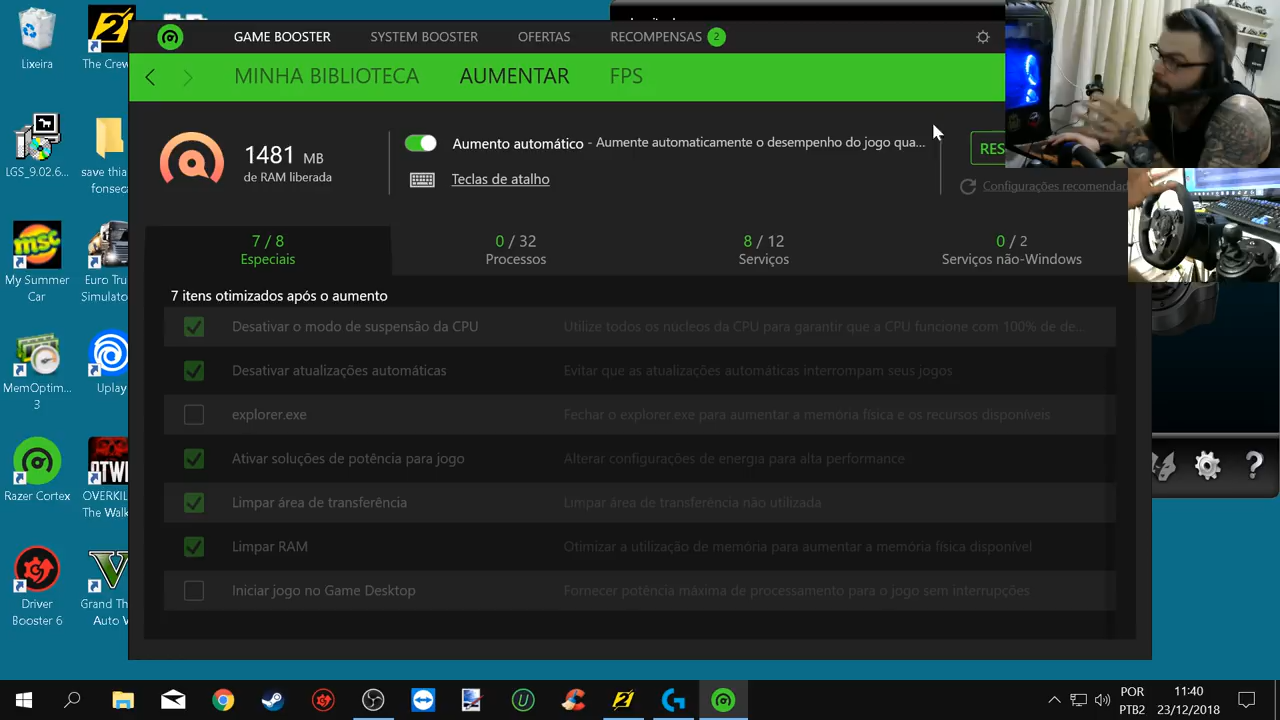 GAME BOOSTER
SYSTEM BOOSTER
OFERTAS
RECOMPENSAS 2
MINHA BIBLIOTECA
AUMENTAR
FPS
1481 MB
de RAM liberada
Aumento automático - Aumente automaticamente o desempenho do jogo qua...
Teclas de atalho
RES
Configurações recomendad
7 / 8
Especiais
0 / 32
Processos
8 / 12
Serviços
0 / 2
Serviços não-Windows
7 itens otimizados após o aumento
Desativar o modo de suspensão da CPU
Utilize todos os nucleos da CPU para garantir que a CPU funcione com 100% de de...
Desativar atualizações automáticas
Evitar que as atualizações automáticas interrompam seus jogos
explorer.exe
Fechar o explorer.exe para aumentar a memória física e os recursos disponíveis
Ativar soluções de potência para jogo
Alterar configurações de energia para alta performance
Limpar área de transferência
Limpar área de transferência não utilizada
Limpar RAM
Otimizar a utilização de memória para aumentar a memória física disponível
Iniciar jogo no Game Desktop
Fornecer potência máxima de processamento para o jogo sem interrupções
Lixeira
The Crew
LGS_9.02.6...
save thia
fonseca
My Summer
Car
Euro Tru
Simulato
MemOptim...
3
Uplay
Razer Cortex
OVERKILL
The Walk
Driver
Booster 6
Grand Th
Auto V
POR
PTB2
11:40
23/12/2018